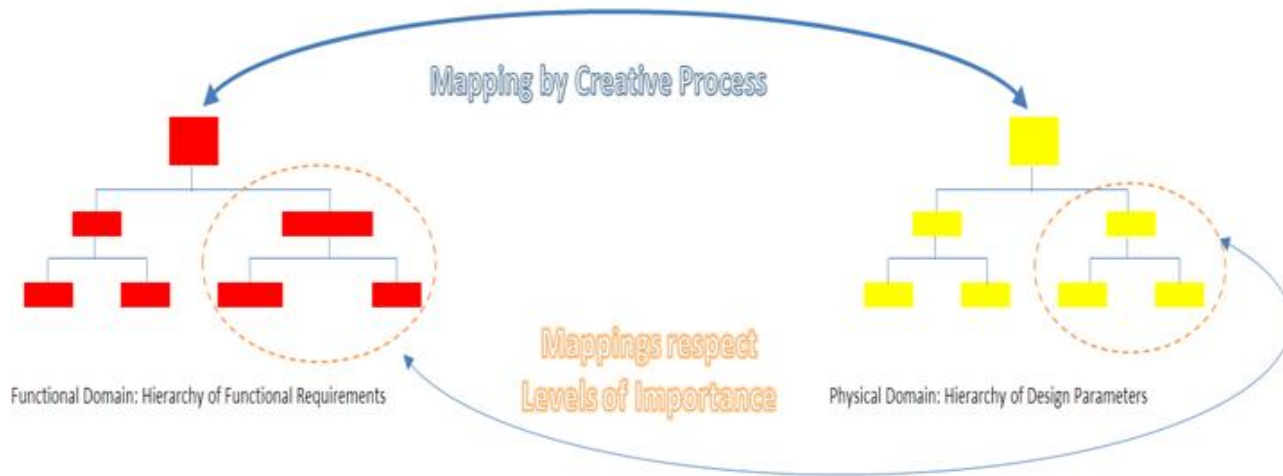 Mapping by Creative Process
Mappings respect
Levels of Importance
Functional Domain: Hierarchy of Functional Requirements
Physical Domain: Hierarchy of Design Parameters